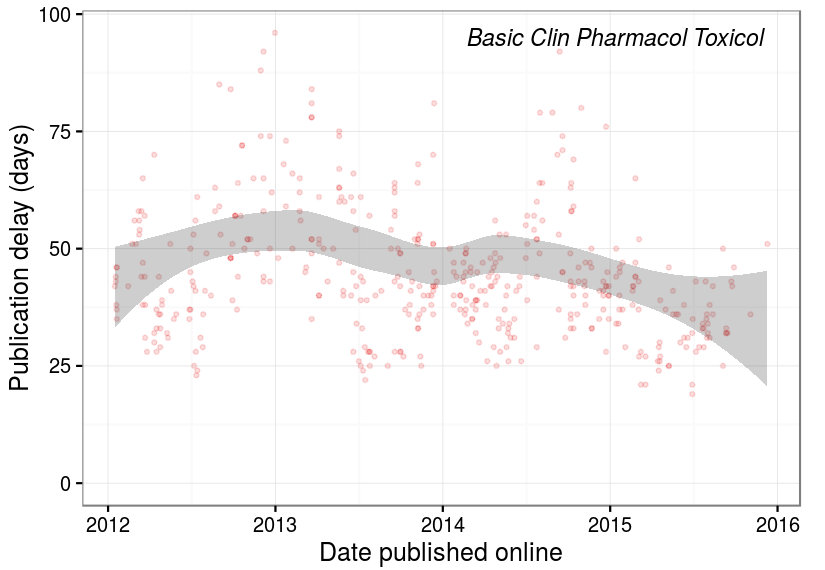 Basic Clin Pharmacol Toxicol
Publication delay (days)
100
75
50
25
0
2012 2013 2014 2015 2016
Date published online